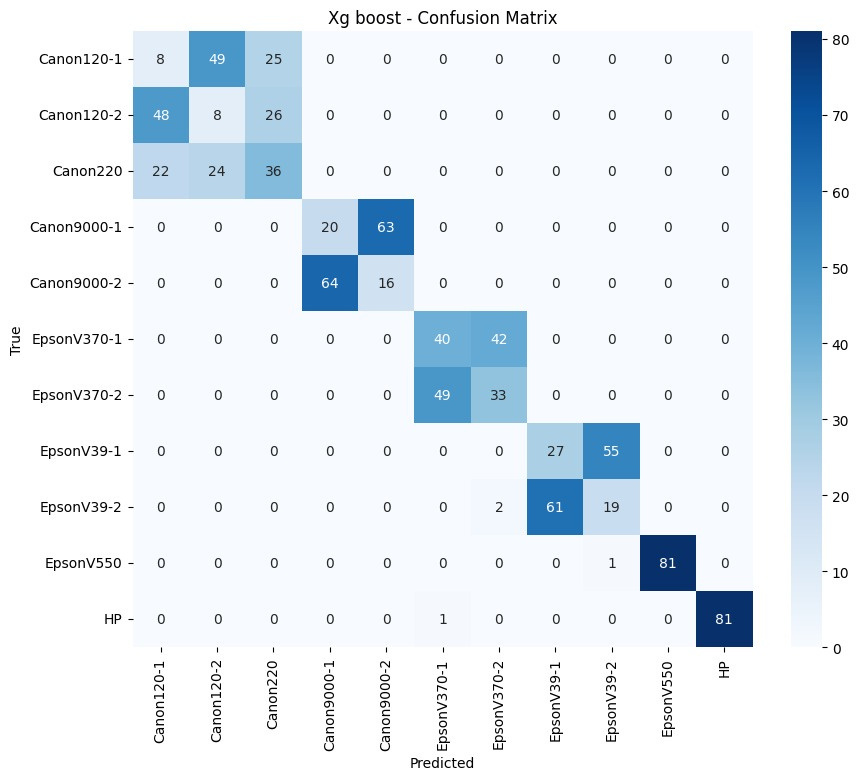 Xg boost - Confusion Matrix
True
Canon120-1 8 49 25 0 0 0 0 0 0 0 0
Canon120-2 48 8 26 0 0 0 0 0 0 0 0
Canon220 22 24 36 0 0 0 0 0 0 0 0
Canon9000-1 0 0 0 20 63 0 0 0 0 0 0
Canon9000-2 0 0 0 64 16 0 0 0 0 0 0
EpsonV370-1 0 0 0 0 0 40 42 0 0 0 0
EpsonV370-2 0 0 0 0 0 49 33 0 0 0 0
EpsonV39-1 0 0 0 0 0 0 0 27 55 0 0
EpsonV39-2 0 0 0 0 0 0 2 61 19 0 0
EpsonV550 0 0 0 0 0 0 0 0 1 81 0
HP 0 0 0 0 0 1 0 0 0 0 81
Canon120-1 Canon120-2 Canon220 Canon9000-1 Canon9000-2 EpsonV370-1 EpsonV370-2 EpsonV39-1 EpsonV39-2 EpsonV550 HP
Predicted
80
70
60
50
40
30
20
10
0